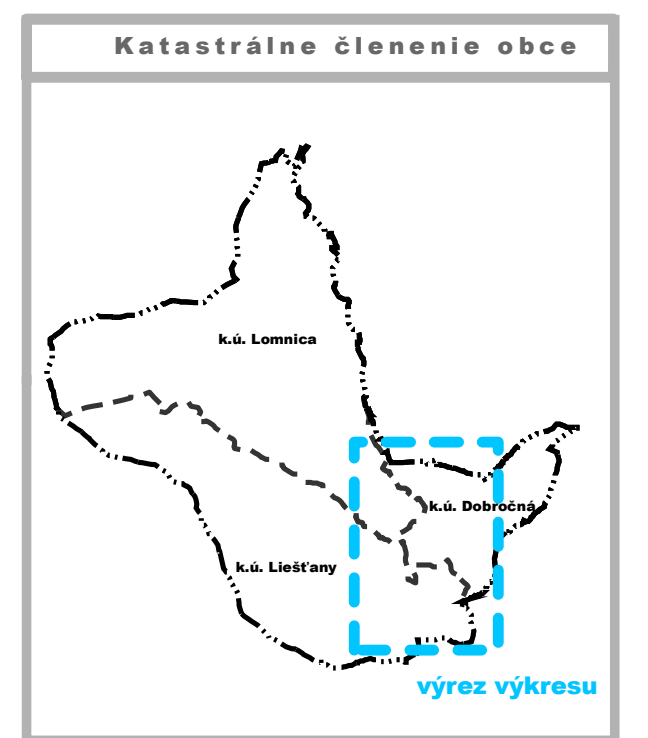 Katastrálne členenie obce
k.ú. Lomnica
k.ú. Dobročná
k.ú. Liešťany
výrez výkresu